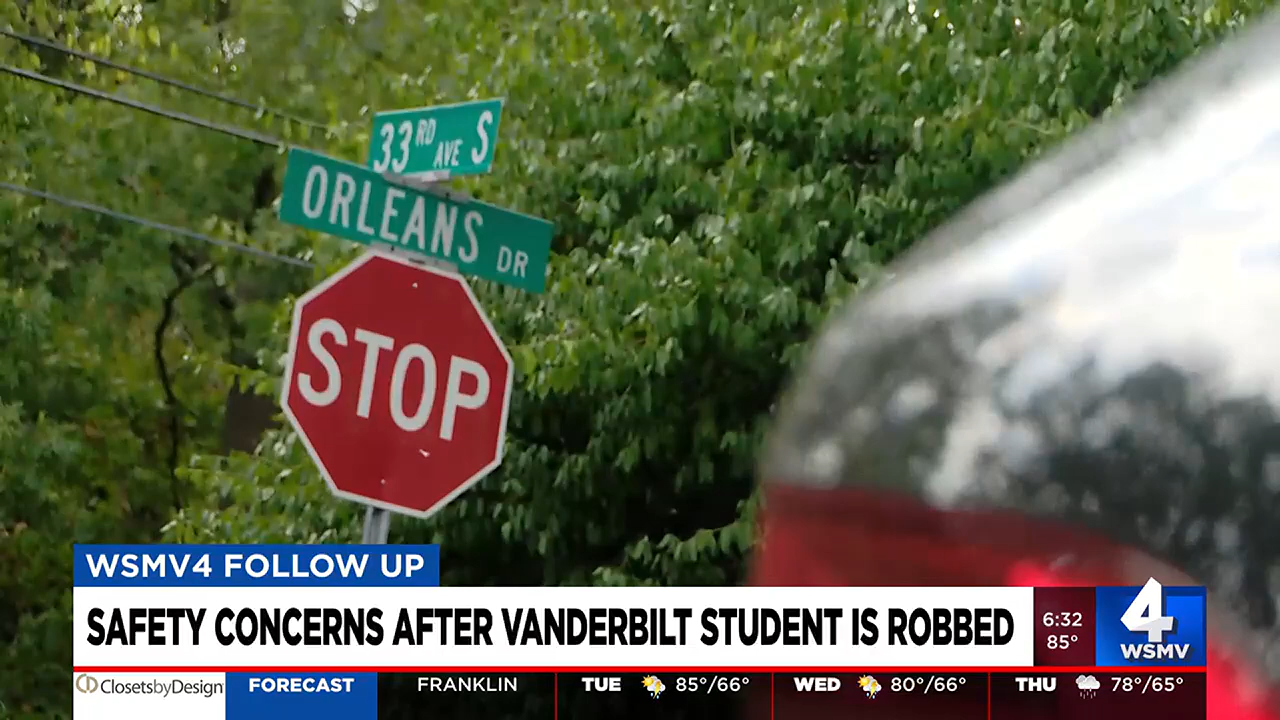 33RD AVE S
ORLEANS DR
STOP
WSMV4 FOLLOW UP
SAFETY CONCERNS AFTER VANDERBILT STUDENT IS ROBBED
6:32
85°
4
WSMV
ClosetsbyDesign
FORECAST FRANKLIN TUE 85°/66° WED 80°/66° THU 78°/65°